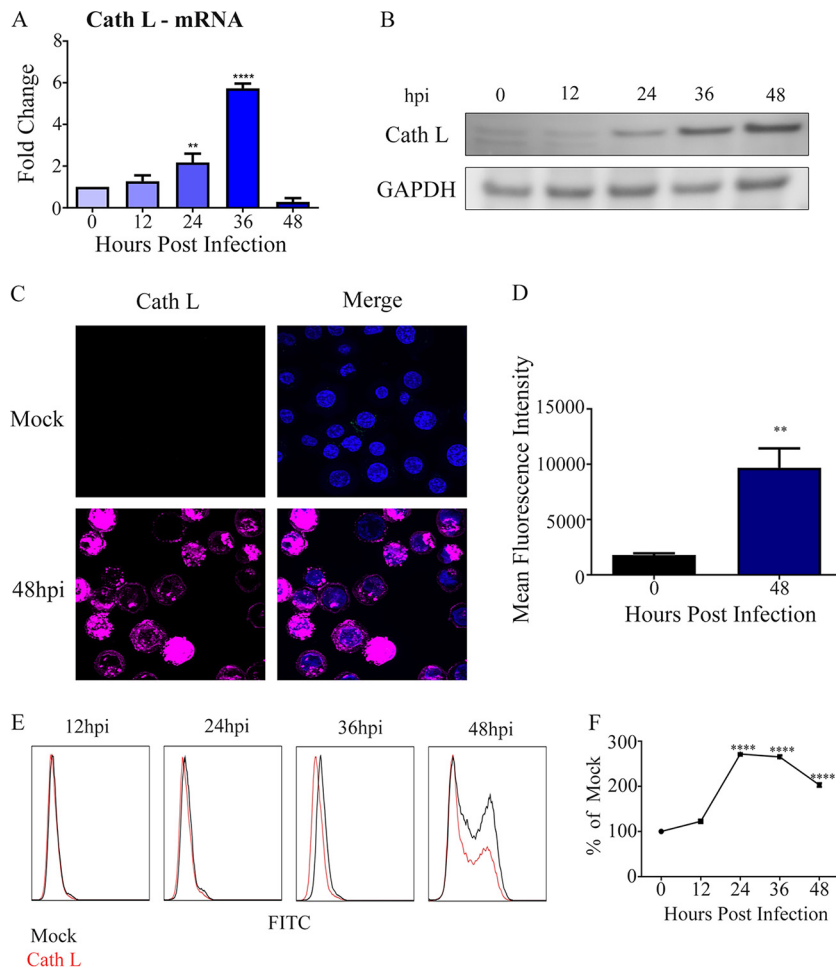 A
Cath L - mRNA
Fold Change
8
6
4
2
0
**
****
0 12 24 36 48
Hours Post Infection
B
hpi 0 12 24 36 48
Cath L
GAPDH
C
Cath L Merge
Mock
48hpi
D
Mean Fluorescence Intensity
15000
10000
5000
0
**
0 48
Hours Post Infection
E
12hpi 24hpi 36hpi 48hpi
FITC
Mock
Cath L
F
% of Mock
300
200
100
0
**** **** ****
0 12 24 36 48
Hours Post Infection